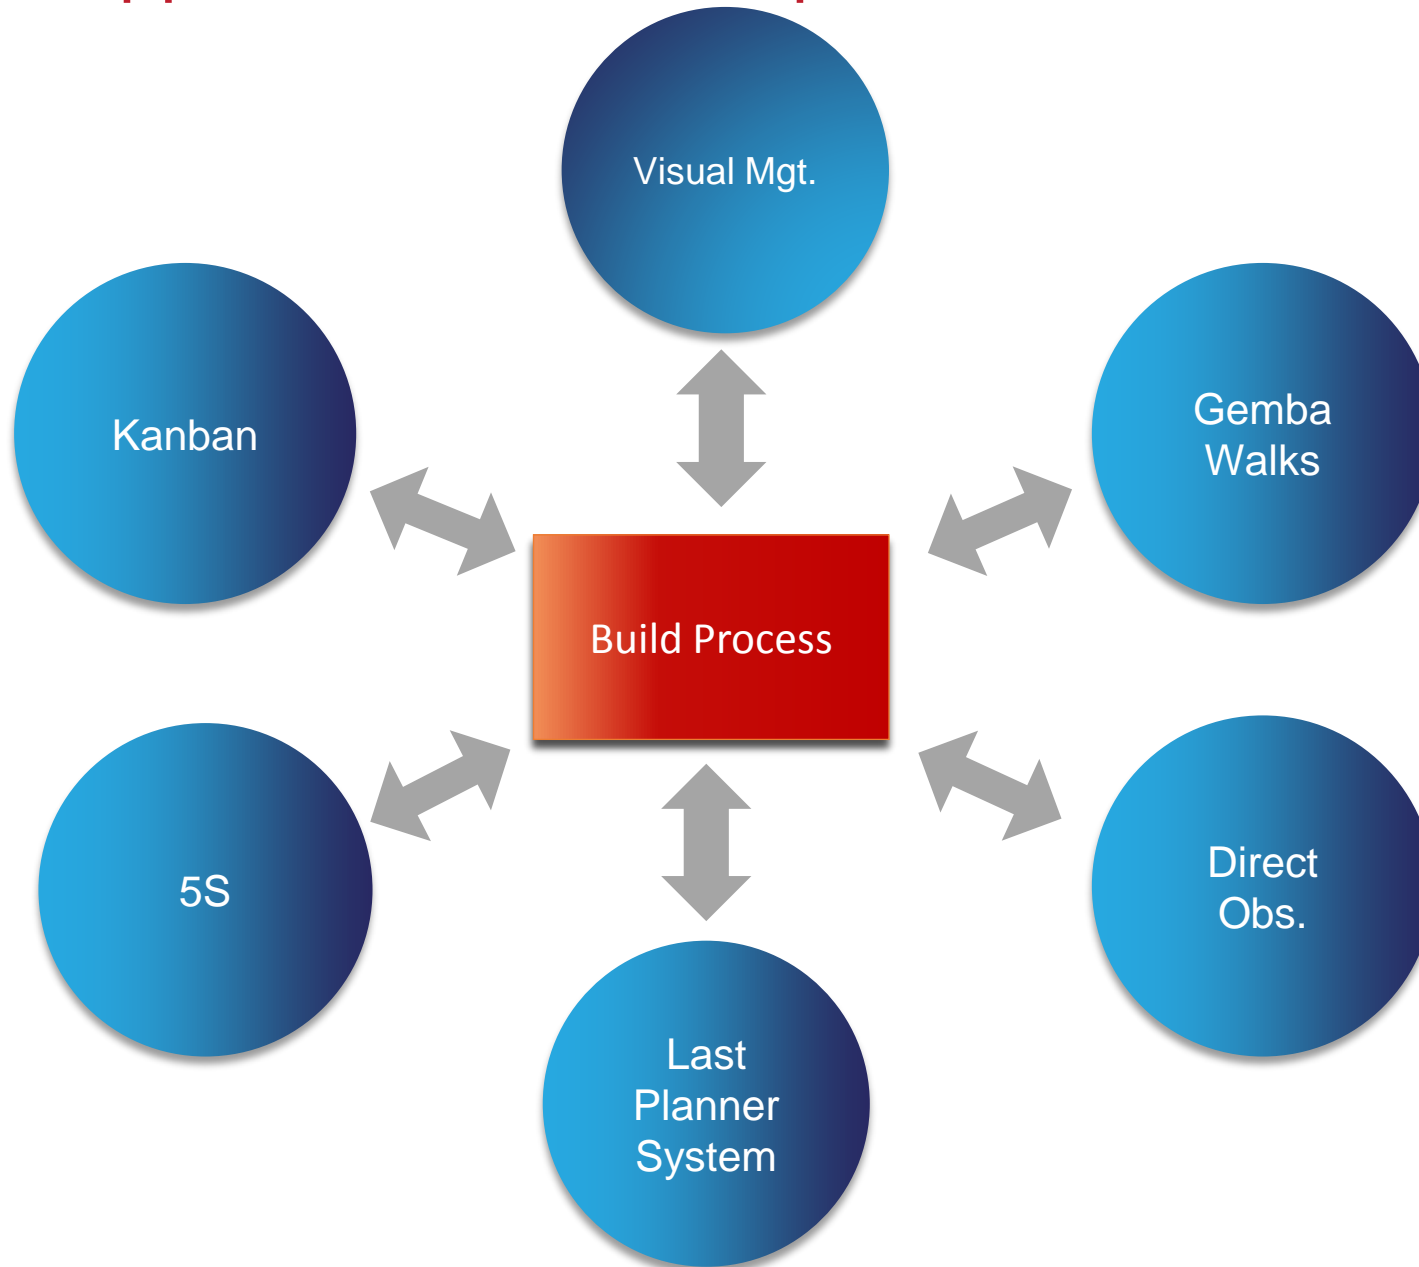 Visual Mgt.
Kanban
Gemba
Walks
Build Process
5S
Direct
Obs.
Last
Planner
System